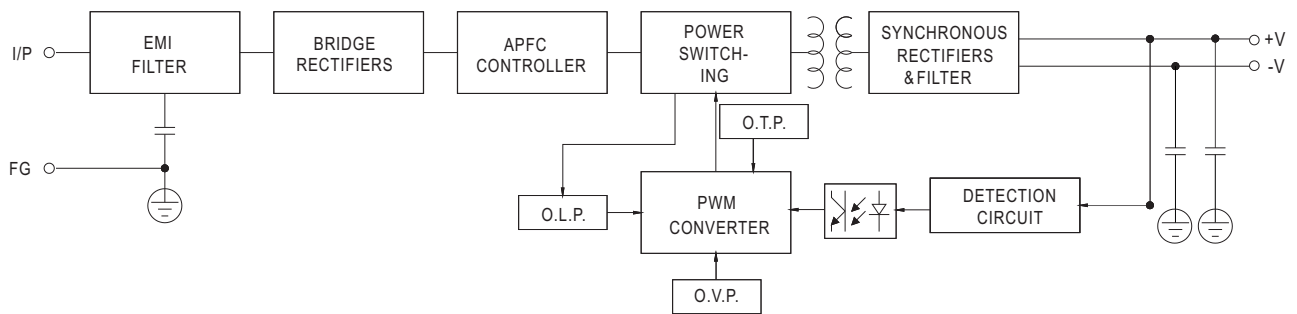 I/P
EMI
FILTER
BRIDGE
RECTIFIERS
APFC
CONTROLLER
POWER
SWITCH-
ING
SYNCHRONOUS
RECTIFIERS
&FILTER
+V
-V
O.T.P.
FG
O.L.P.
PWM
CONVERTER
DETECTION
CIRCUIT
O.V.P.